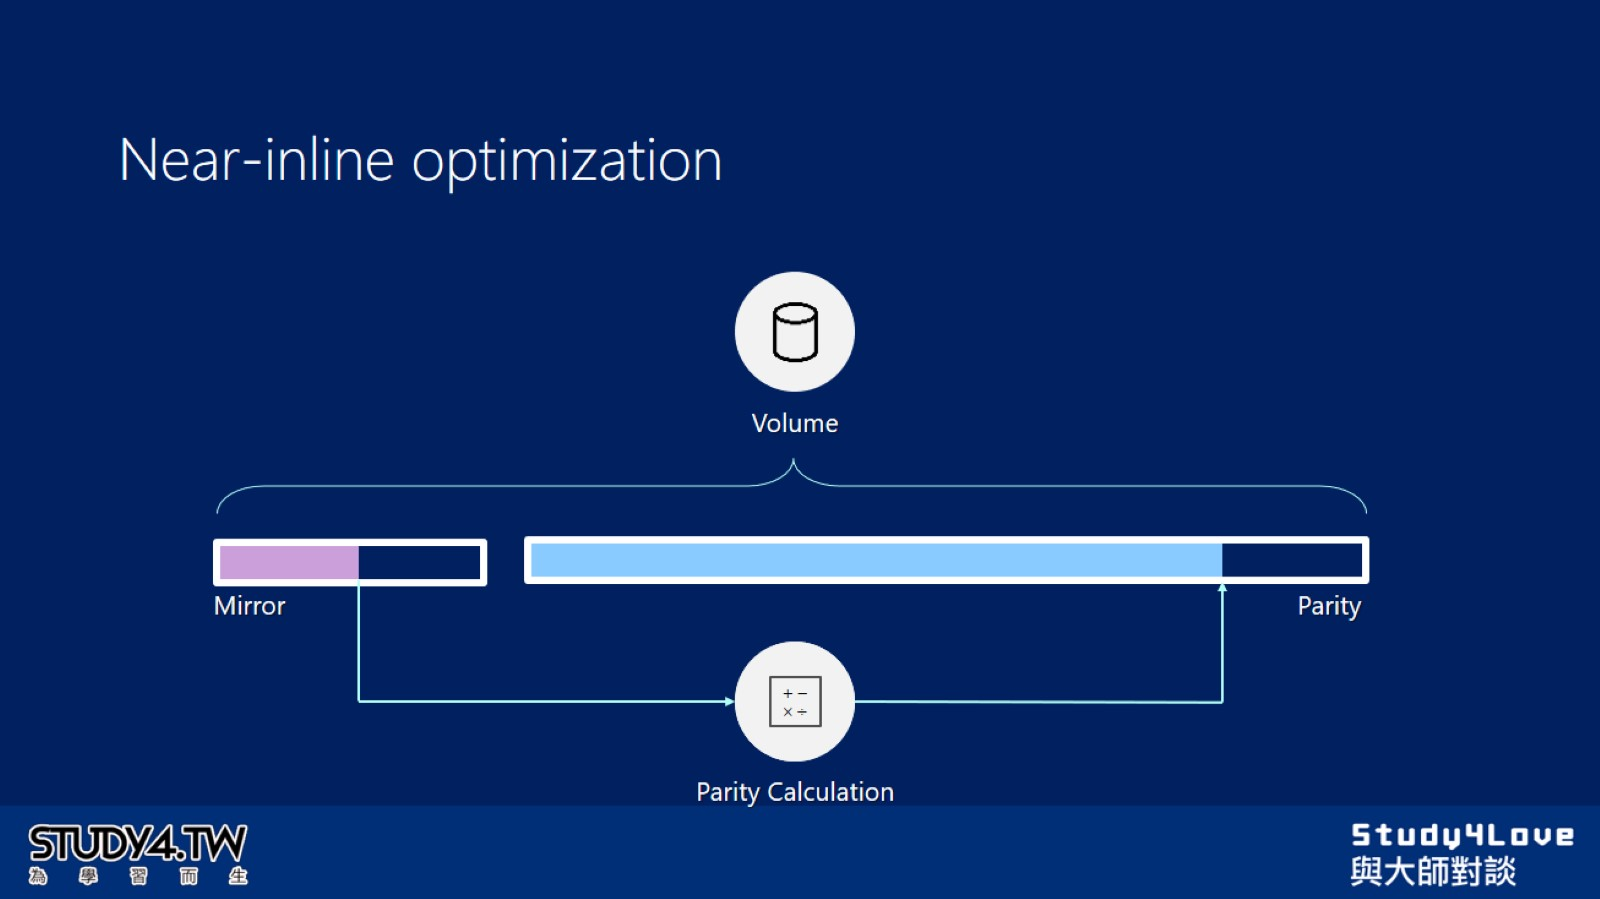 Near-inline optimization
Volume
Mirror
Parity
+ −
× ÷
Parity Calculation
STUDY4.TW
為學習而生
Study4Love
與大師對談